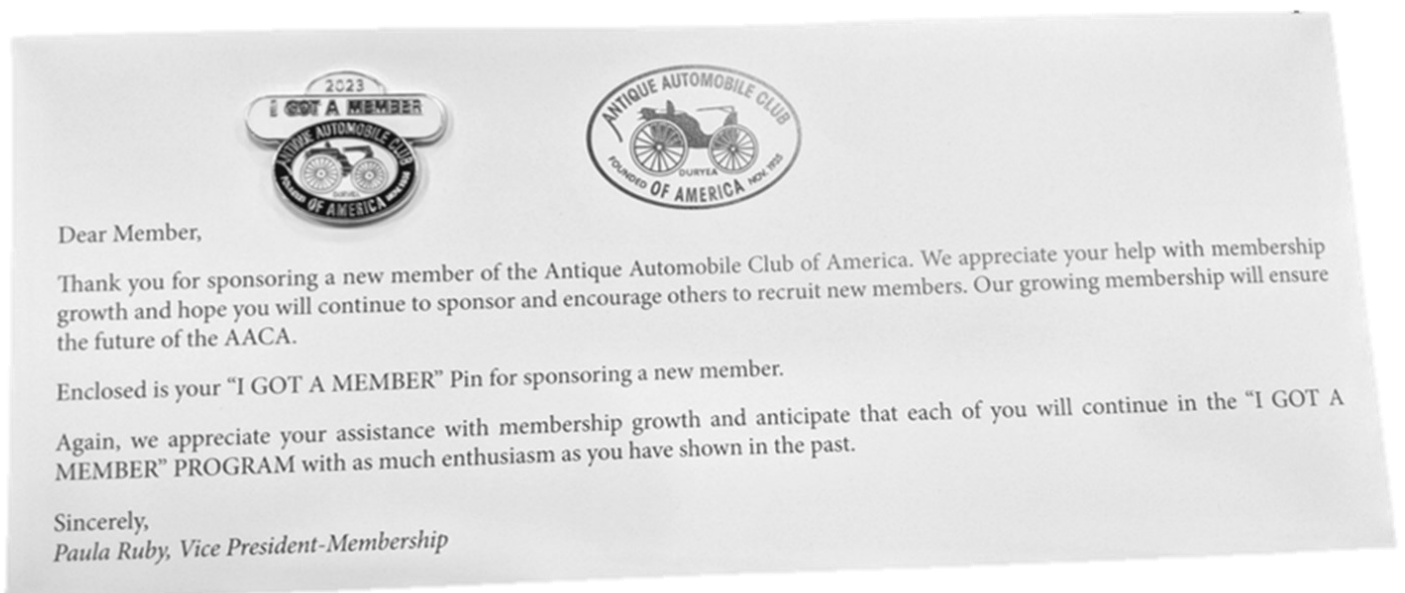 2023
I GOT A MEMBER
ANTIQUE AUTOMOBILE CLUB
FOUNDED OF AMERICA
ANTIQUE AUTOMOBILE CLUB
DURYEA
FOUNDED OF AMERICA NOV. 1935
Dear Member,
Thank you for sponsoring a new member of the Antique Automobile Club of America. We appreciate your help with membership
growth and hope you will continue to sponsor and encourage others to recruit new members. Our growing membership will ensure
the future of the AACA.
Enclosed is your “I GOT A MEMBER” Pin for sponsoring a new member.
Again, we appreciate your assistance with membership growth and anticipate that each of you will continue in the “I GOT A
MEMBER” PROGRAM with as much enthusiasm as you have shown in the past.
Sincerely,
Paula Ruby, Vice President-Membership